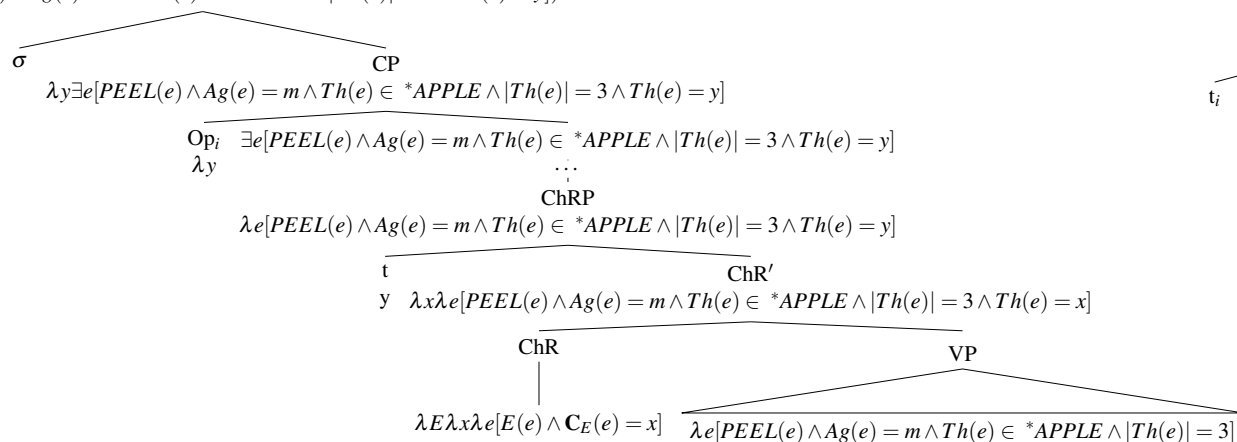 σ CP
λy∃e[PEEL(e) ∧ Ag(e) = m ∧ Th(e) ∈ *APPLE ∧ |Th(e)| = 3 ∧ Th(e) = y]
t_i
Op_i ∃e[PEEL(e) ∧ Ag(e) = m ∧ Th(e) ∈ *APPLE ∧ |Th(e)| = 3 ∧ Th(e) = y]
λy ...
ChRP
λe[PEEL(e) ∧ Ag(e) = m ∧ Th(e) ∈ *APPLE ∧ |Th(e)| = 3 ∧ Th(e) = y]
t ChR′
y λxλe[PEEL(e) ∧ Ag(e) = m ∧ Th(e) ∈ *APPLE ∧ |Th(e)| = 3 ∧ Th(e) = x]
ChR VP
λEλxλe[E(e) ∧ C_E(e) = x] λe[PEEL(e) ∧ Ag(e) = m ∧ Th(e) ∈ *APPLE ∧ |Th(e)| = 3]